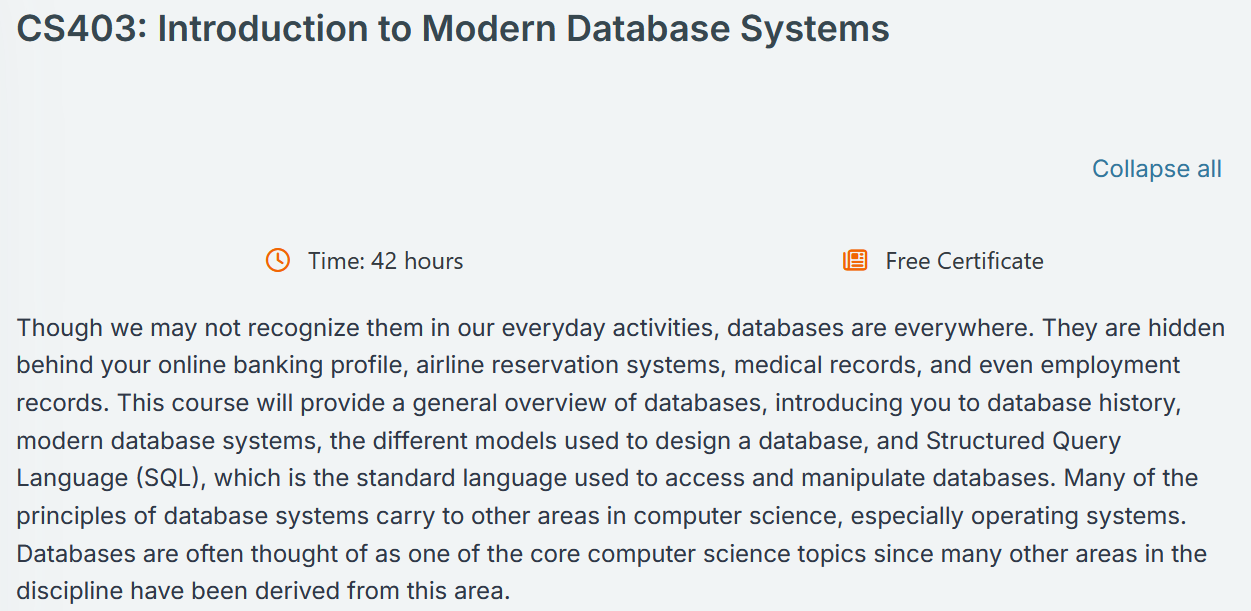 CS403: Introduction to Modern Database Systems
Collapse all
Time: 42 hours
Free Certificate
Though we may not recognize them in our everyday activities, databases are everywhere. They are hidden
behind your online banking profile, airline reservation systems, medical records, and even employment
records. This course will provide a general overview of databases, introducing you to database history,
modern database systems, the different models used to design a database, and Structured Query
Language (SQL), which is the standard language used to access and manipulate databases. Many of the
principles of database systems carry to other areas in computer science, especially operating systems.
Databases are often thought of as one of the core computer science topics since many other areas in the
discipline have been derived from this area.